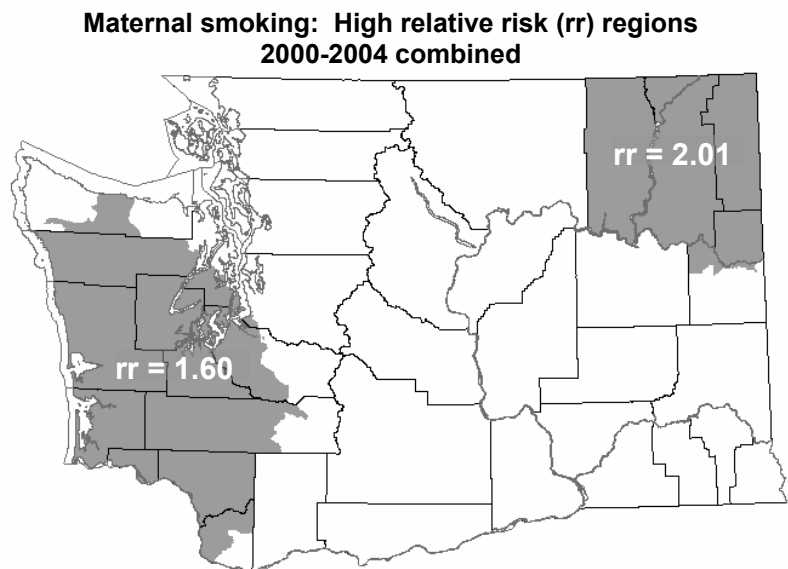 Maternal smoking: High relative risk (rr) regions
2000-2004 combined
rr = 2.01
rr = 1.60